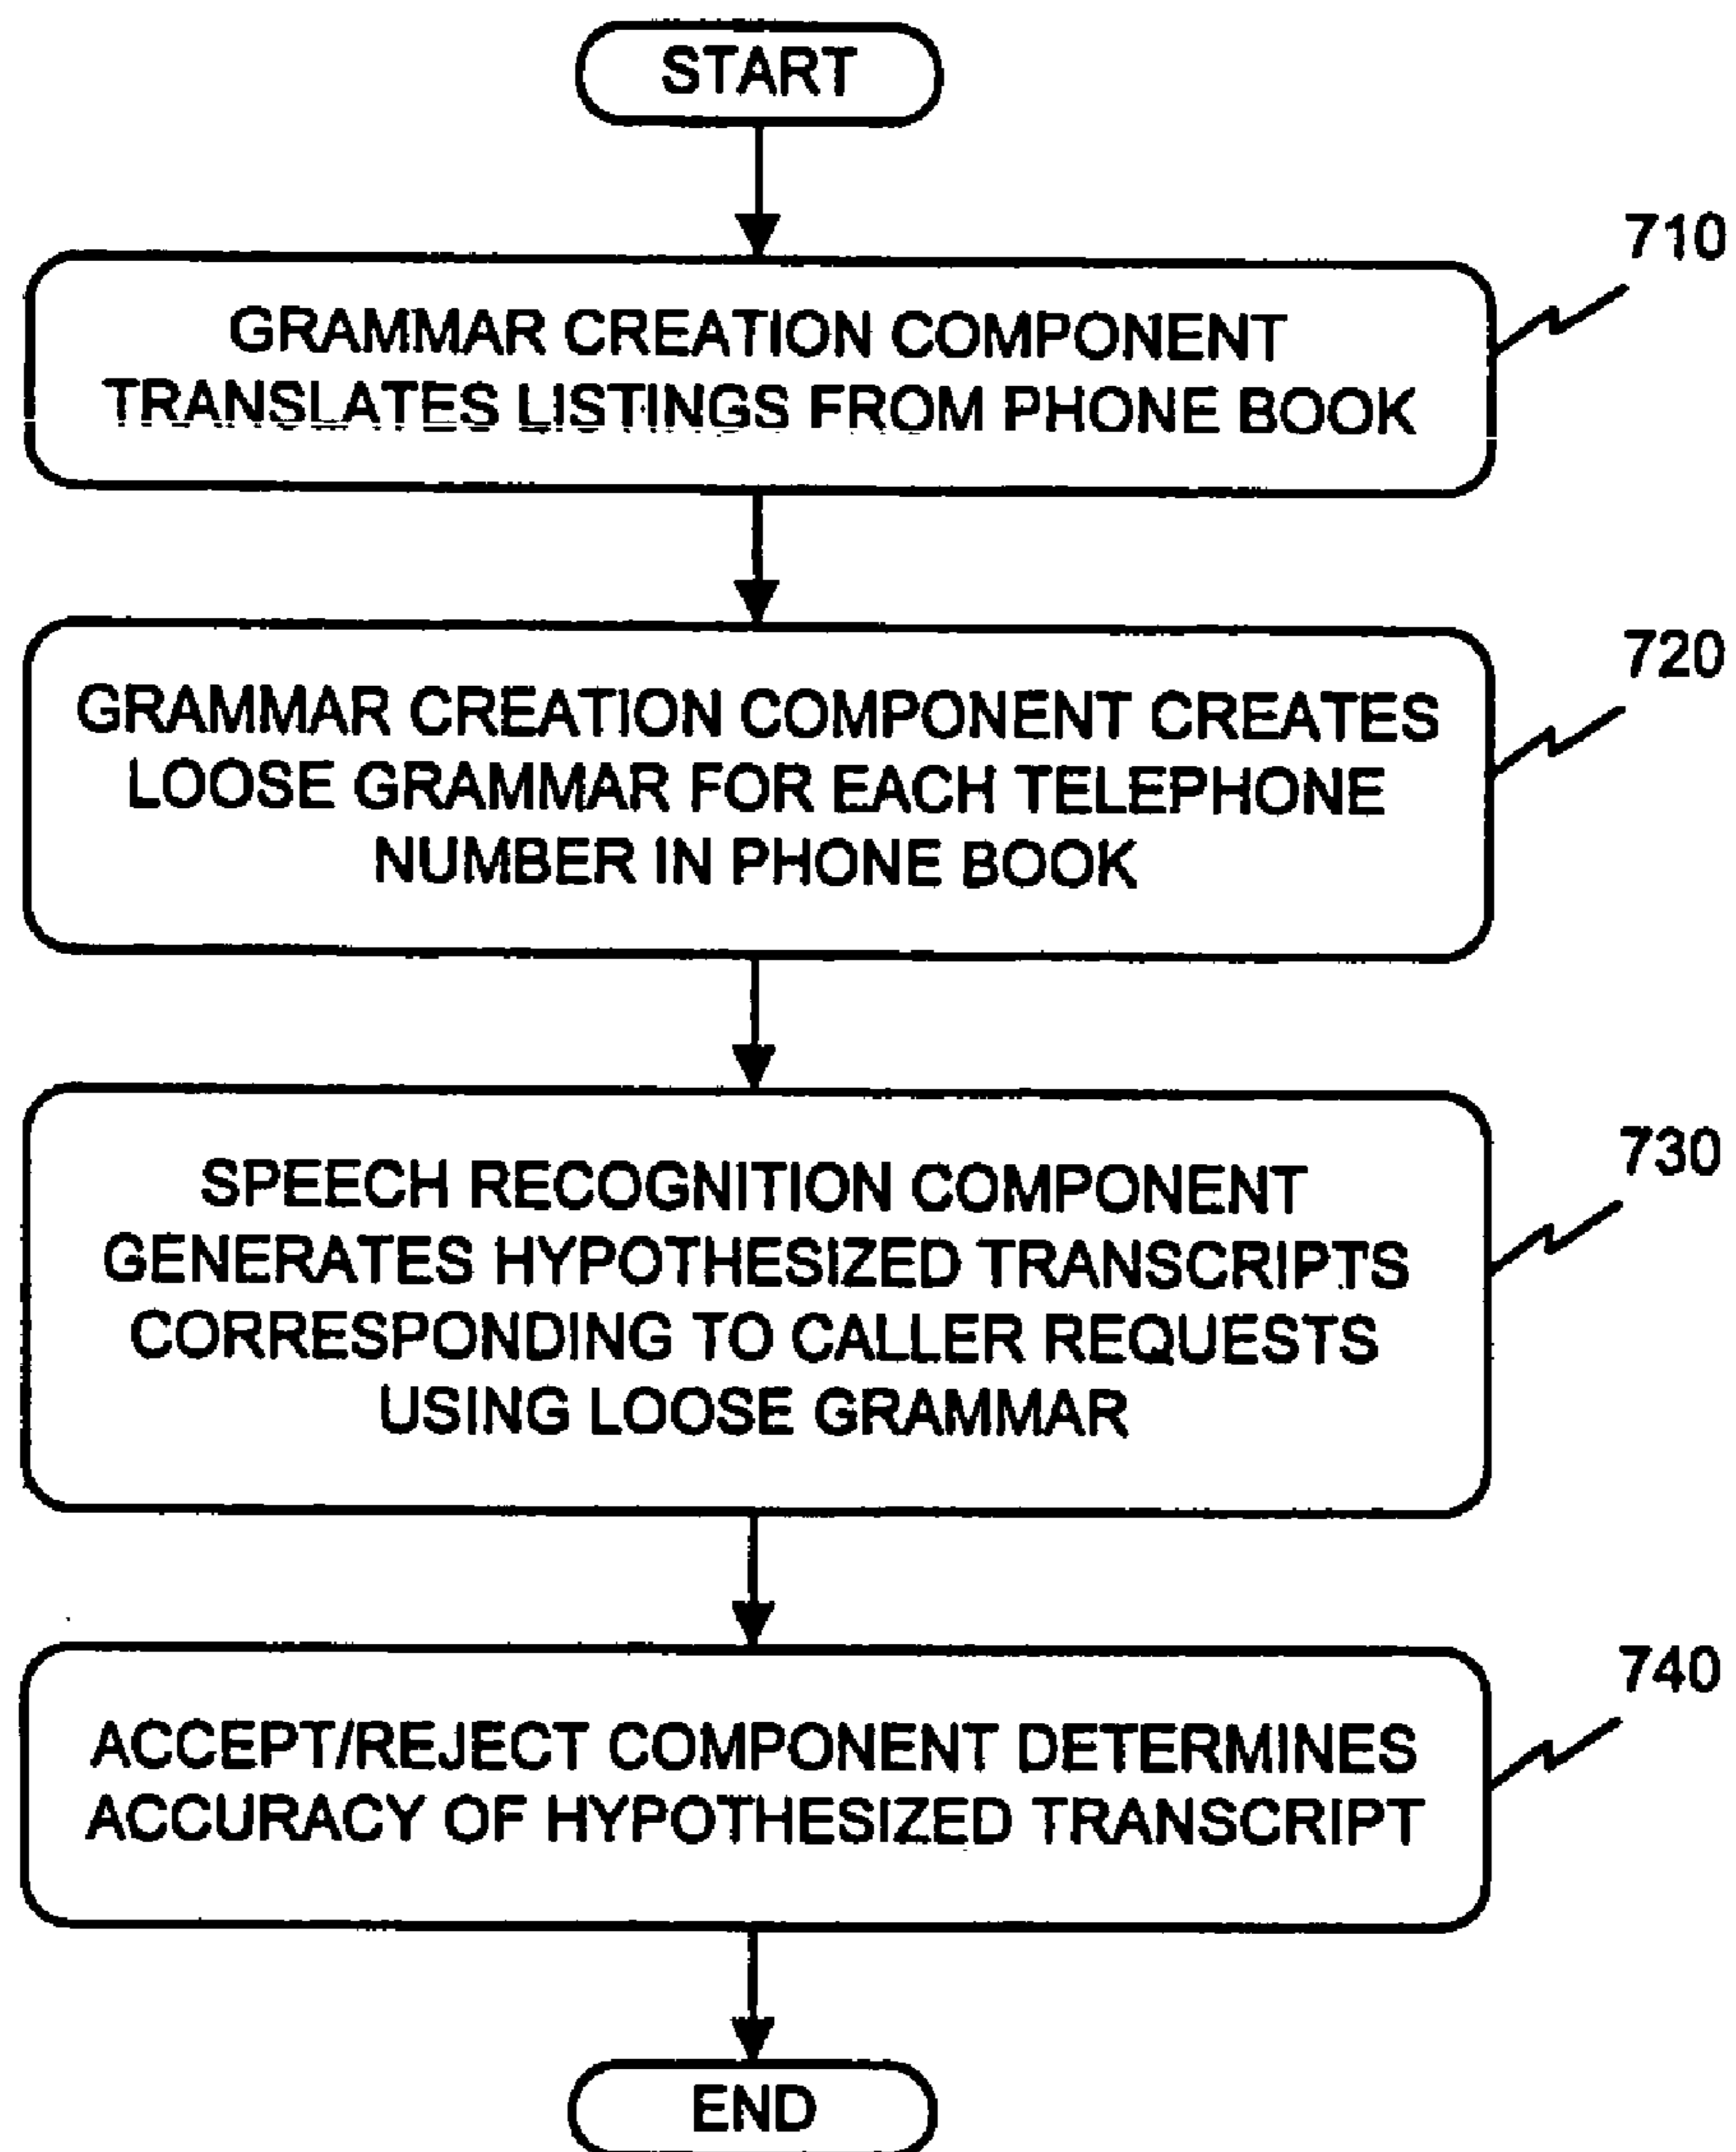 START
710
GRAMMAR CREATION COMPONENT
TRANSLATES LISTINGS FROM PHONE BOOK
720
GRAMMAR CREATION COMPONENT CREATES
LOOSE GRAMMAR FOR EACH TELEPHONE
NUMBER IN PHONE BOOK
730
SPEECH RECOGNITION COMPONENT
GENERATES HYPOTHESIZED TRANSCRIPTS
CORRESPONDING TO CALLER REQUESTS
USING LOOSE GRAMMAR
740
ACCEPT/REJECT COMPONENT DETERMINES
ACCURACY OF HYPOTHESIZED TRANSCRIPT
END